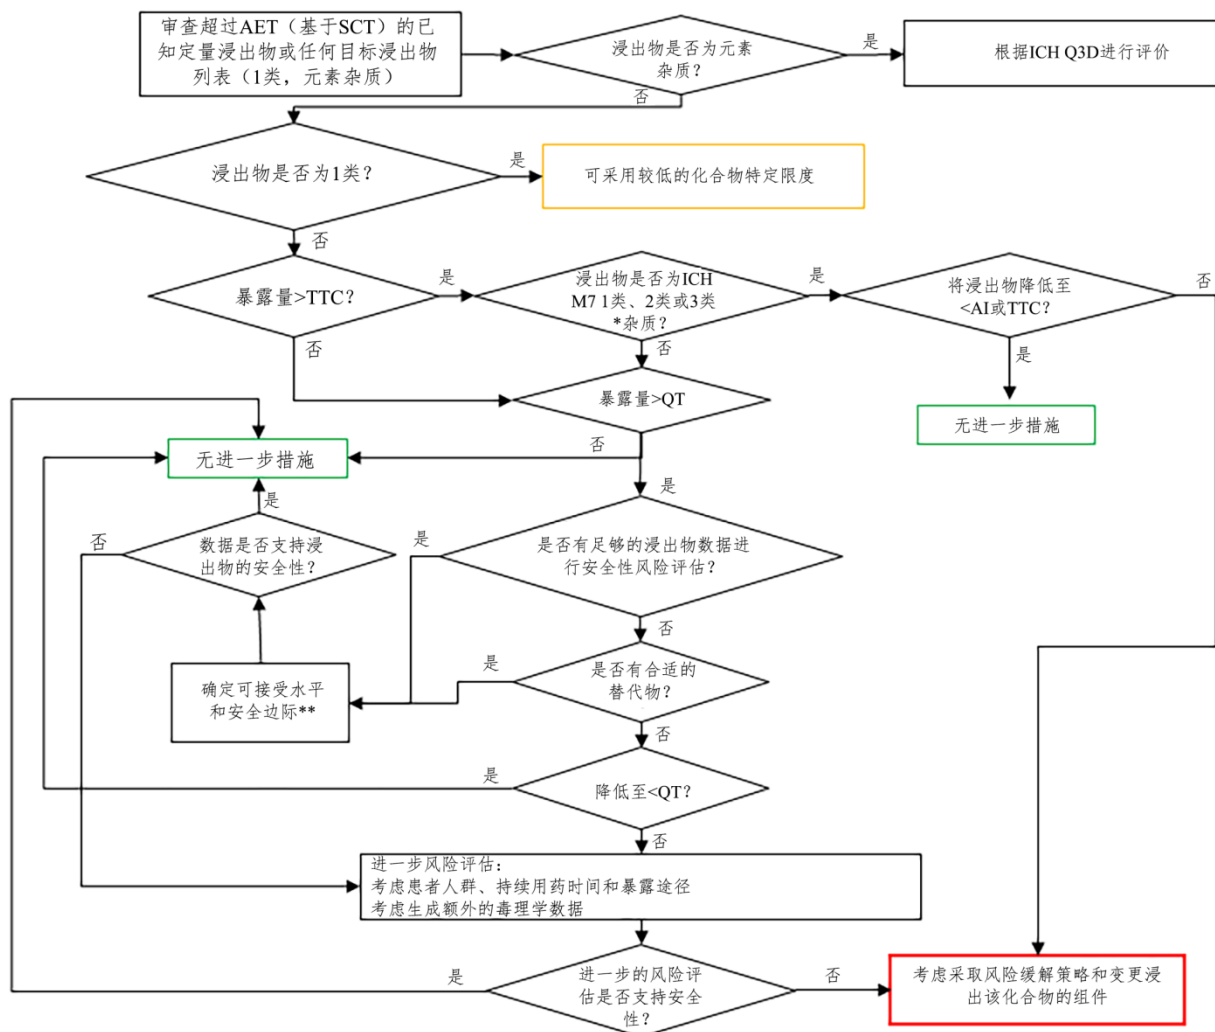 审查超过AET（基于SCT）的已
知定量浸出物或任何目标浸出物
列表（1类，元素杂质）
浸出物是否为元素
杂质？
是
根据ICH Q3D进行评价
否
浸出物是否为1类？
是
可采用较低的化合物特定限度
否
暴露量>TTC？
是
浸出物是否为ICH
M7 1类、2类或3类
*杂质？
是
将浸出物降低至
<AI或TTC？
否
否
否
是
暴露量>QT
无进一步措施
否
无进一步措施
是
是
否
数据是否支持浸
出物的安全性？
是
是否有足够的浸出物数据进
行安全性风险评估？
否
确定可接受水平
和安全边际**
是
是否有合适的
替代物？
否
是
降低至<QT？
否
进一步风险评估：
考虑患者人群、持续用药时间和暴露途径
考虑生成额外的毒理学数据
是
进一步的风险评
估是否支持安全
性？
否
考虑采取风险缓解策略和变更浸
出该化合物的组件